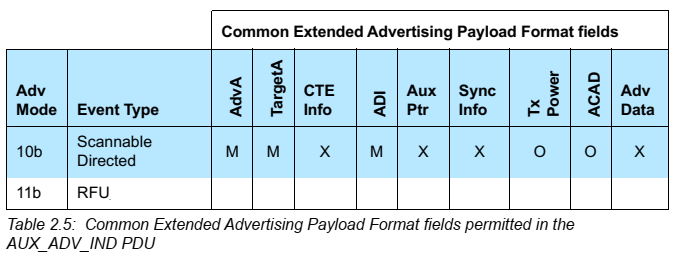 Common Extended Advertising Payload Format fields
Adv Mode Event Type AdvA TargetA CTE Info ADI Aux Ptr Sync Info Tx Power ACAD Adv Data
10b Scannable Directed M M X M X X O O X
11b RFU
Table 2.5: Common Extended Advertising Payload Format fields permitted in the
AUX_ADV_IND PDU